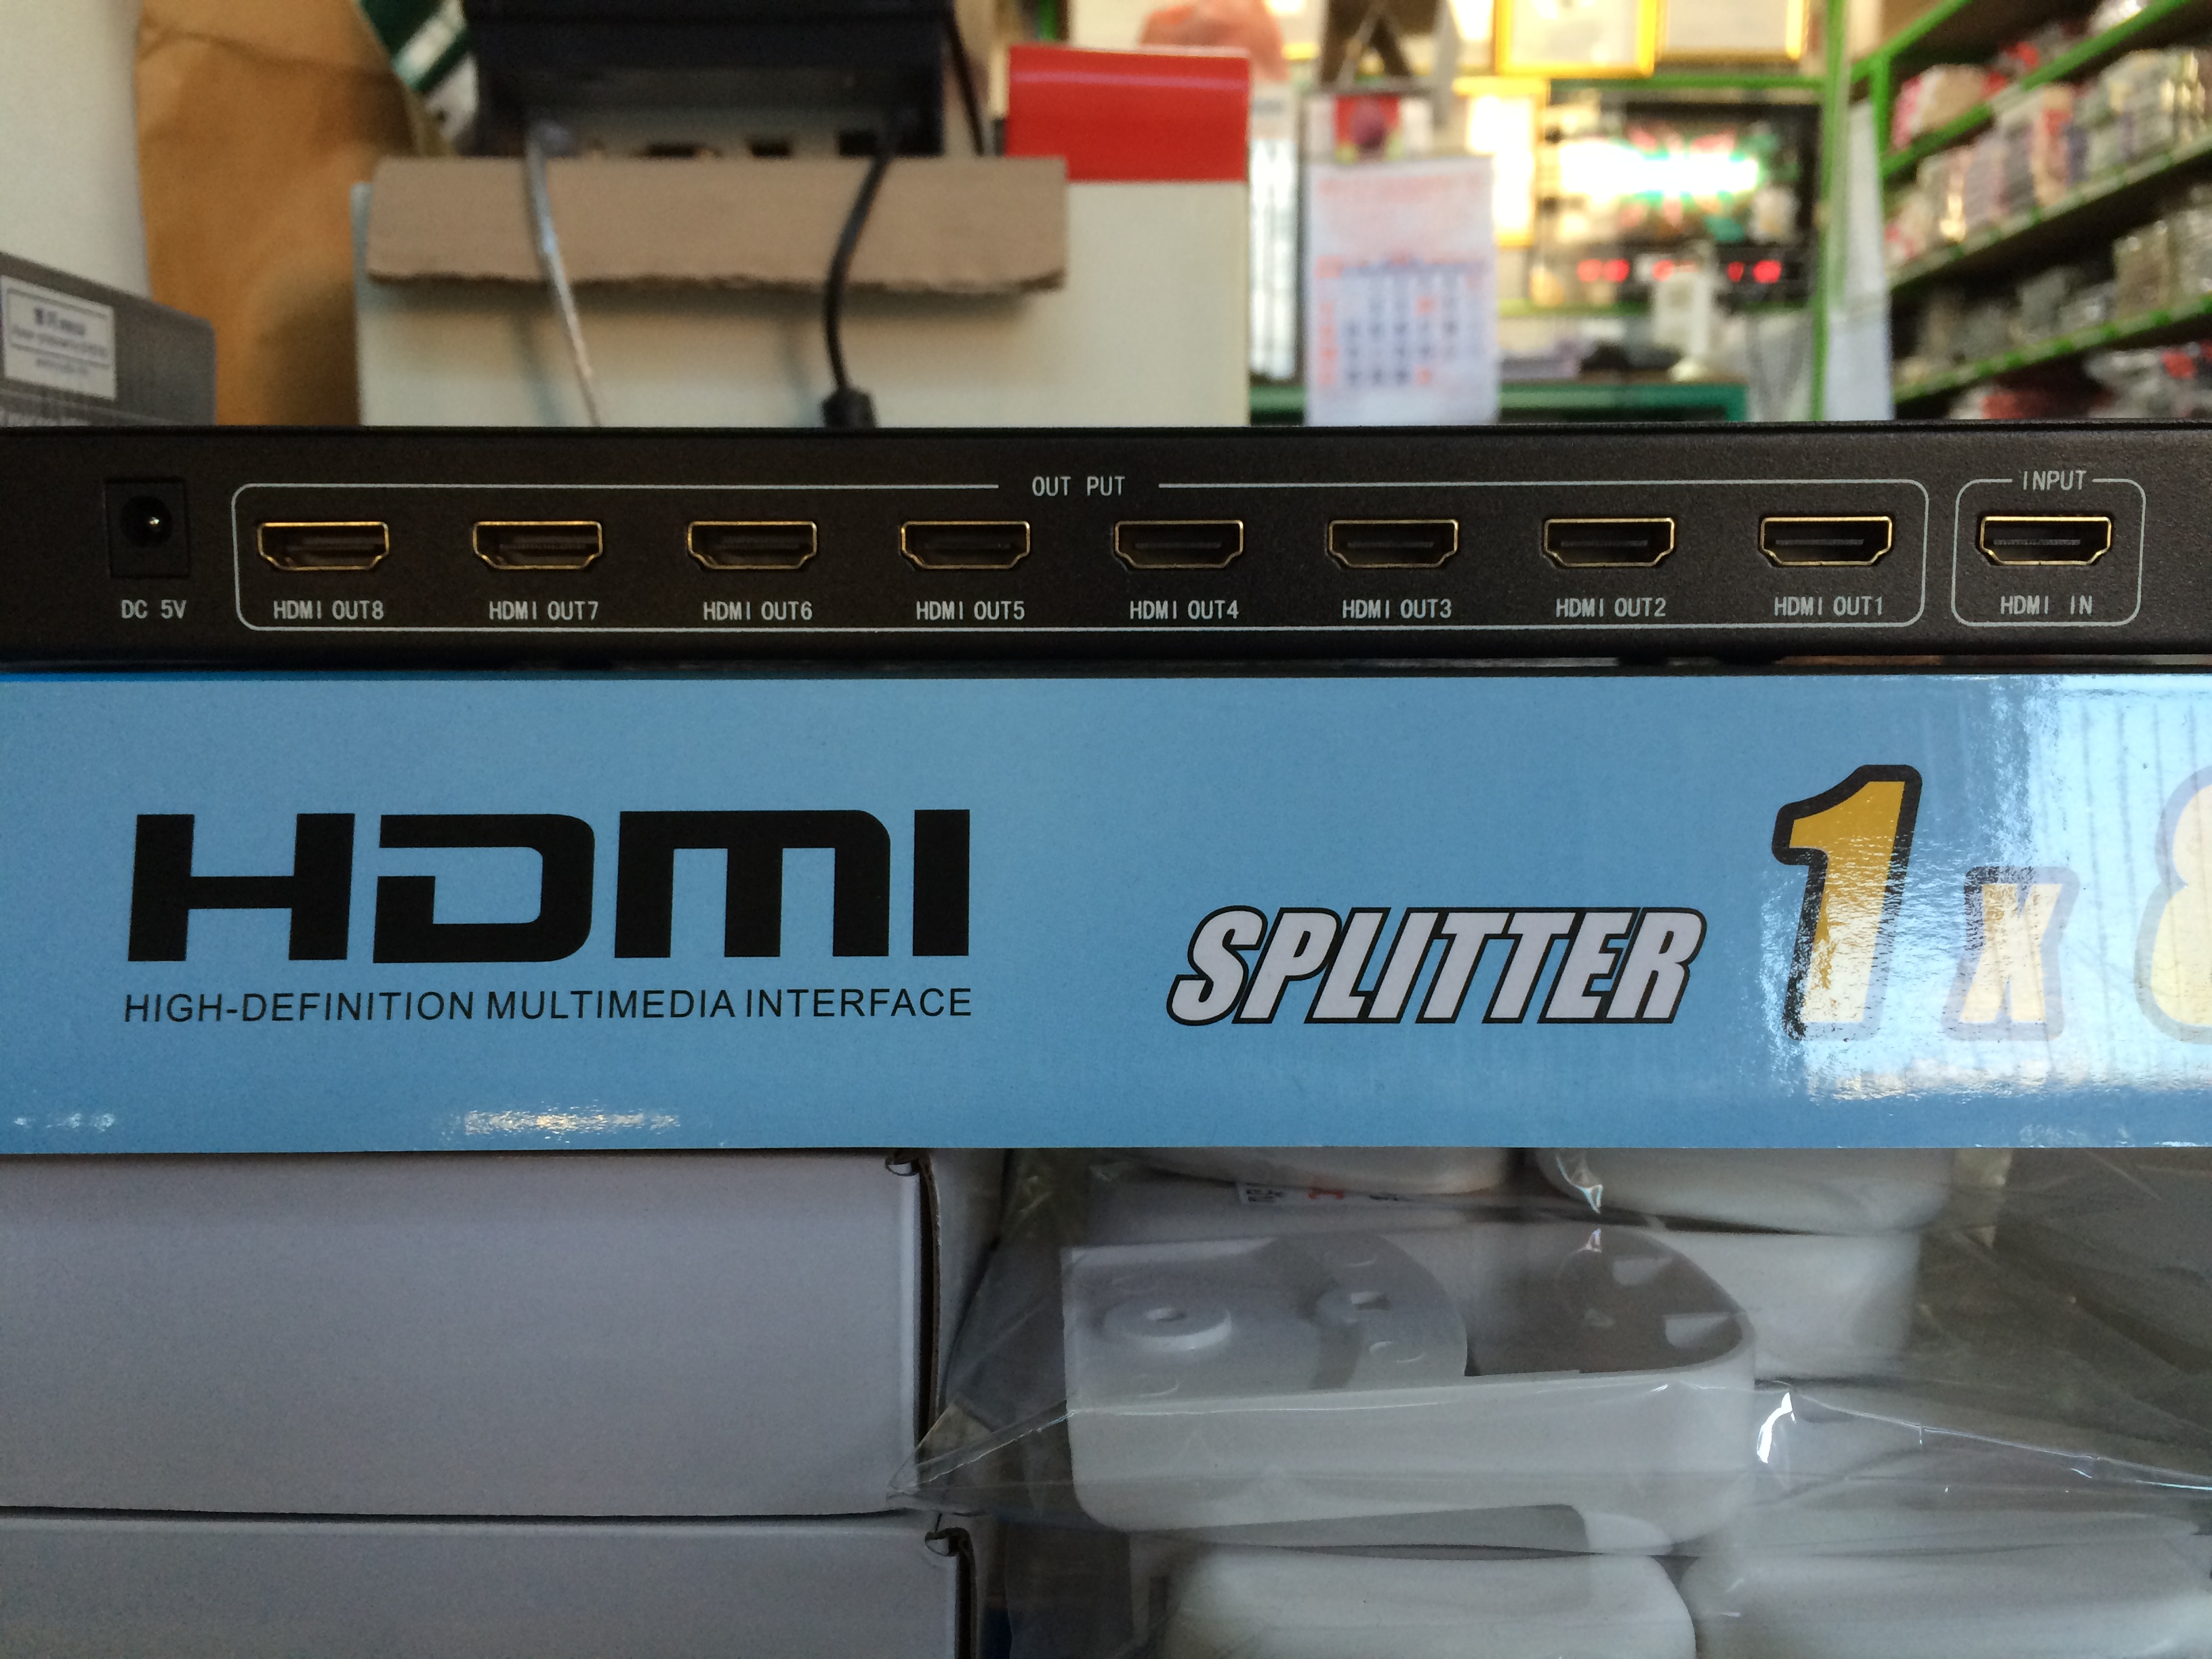 OUT PUT
INPUT
DC 5V
HDMI OUT8
HDMI OUT7
HDMI OUT6
HDMI OUT5
HDMI OUT4
HDMI OUT3
HDMI OUT2
HDMI OUT1
HDMI IN
HDMI
HIGH-DEFINITION MULTIMEDIA INTERFACE
SPLITTER 1x8